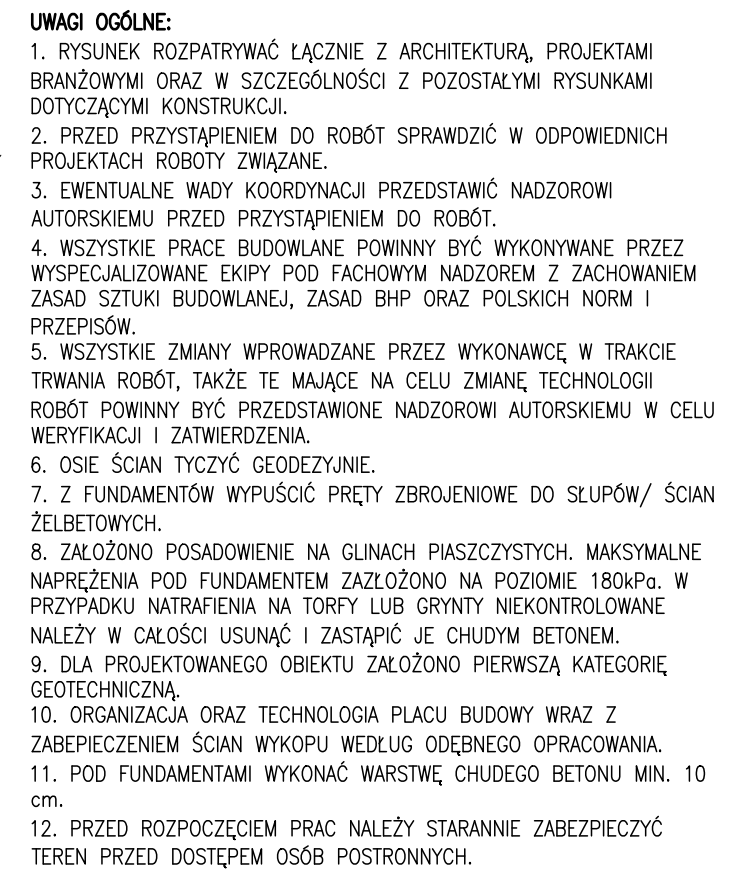 UWAGI OGÓLNE:
1. RYSUNEK ROZPATRYWAĆ ŁĄCZNIE Z ARCHITEKTURĄ, PROJEKTAMI
BRANŻOWYMI ORAZ W SZCZEGÓLNOŚCI Z POZOSTAŁYMI RYSUNKAMI
DOTYCZĄCYMI KONSTRUKCJI.
2. PRZED PRZYSTĄPIENIEM DO ROBÓT SPRAWDZIĆ W ODPOWIEDNICH
PROJEKTACH ROBOTY ZWIĄZANE.
3. EWENTUALNE WADY KOORDYNACJI PRZEDSTAWIĆ NADZOROWI
AUTORSKIEMU PRZED PRZYSTĄPIENIEM DO ROBÓT.
4. WSZYSTKIE PRACE BUDOWLANE POWINNY BYĆ WYKONYWANE PRZEZ
WYSPECJALIZOWANE EKIPY POD FACHOWYM NADZOREM Z ZACHOWANIEM
ZASAD SZTUKI BUDOWLANEJ, ZASAD BHP ORAZ POLSKICH NORM I
PRZEPISÓW.
5. WSZYSTKIE ZMIANY WPROWADZANE PRZEZ WYKONAWCĘ W TRAKCIE
TRWANIA ROBÓT, TAKŻE TE MAJĄCE NA CELU ZMIANĘ TECHNOLOGII
ROBÓT POWINNY BYĆ PRZEDSTAWIONE NADZOROWI AUTORSKIEMU W CELU
WERYFIKACJI I ZATWIERDZENIA.
6. OSIE ŚCIAN TYCZYĆ GEODEZYJNIE.
7. Z FUNDAMENTÓW WYPUŚCIĆ PRĘTY ZBROJENIOWE DO SŁUPÓW/ ŚCIAN
ŻELBETOWYCH.
8. ZAŁOŻONO POSADOWIENIE NA GLINACH PIASZCZYSTYCH. MAKSYMALNE
NAPRĘŻENIA POD FUNDAMENTEM ZAZŁOŻONO NA POZIOMIE 180kPa. W
PRZYPADKU NATRAFIENIA NA TORFY LUB GRYNTY NIEKONTROLOWANE
NALEŻY W CAŁOŚCI USUNĄĆ I ZASTĄPIĆ JE CHUDYM BETONEM.
9. DLA PROJEKTOWANEGO OBIEKTU ZAŁOŻONO PIERWSZĄ KATEGORIĘ
GEOTECHNICZNĄ.
10. ORGANIZACJA ORAZ TECHNOLOGIA PLACU BUDOWY WRAZ Z
ZABEPIECZENIEM ŚCIAN WYKOPU WEDŁUG ODĘBNEGO OPRACOWANIA.
11. POD FUNDAMENTAMI WYKONAĆ WARSTWĘ CHUDEGO BETONU MIN. 10
cm.
12. PRZED ROZPOCZĘCIEM PRAC NALEŻY STARANNIE ZABEZPIECZYĆ
TEREN PRZED DOSTĘPEM OSÓB POSTRONNYCH.